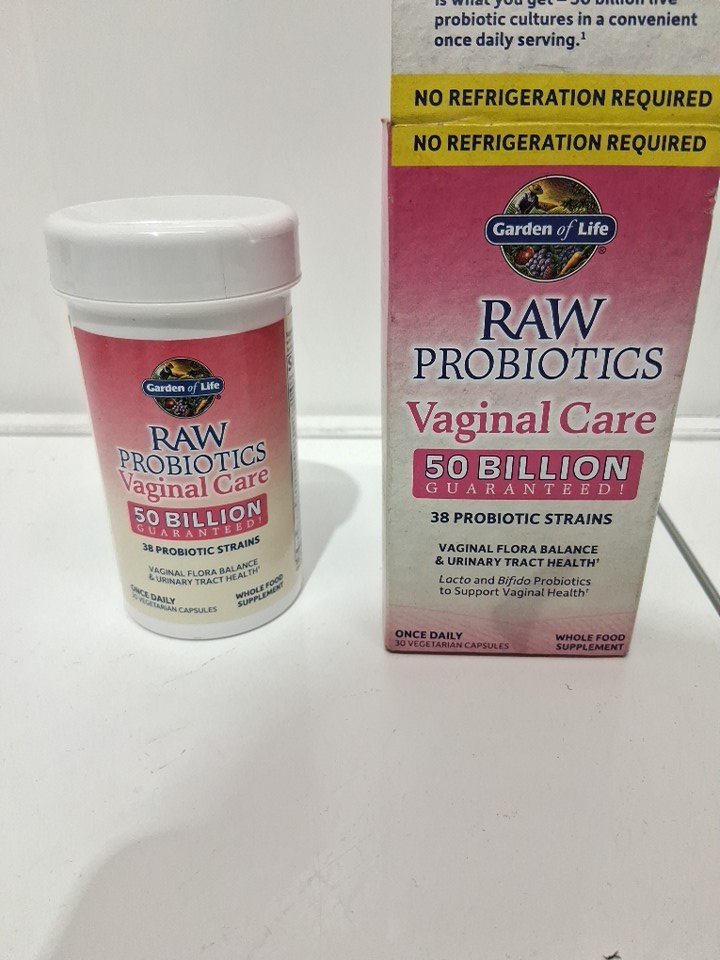 probiotic cultures in a convenient
once daily serving.¹
NO REFRIGERATION REQUIRED
NO REFRIGERATION REQUIRED
Garden of Life®
RAW
PROBIOTICS
Vaginal Care
50 BILLION
GUARANTEED!
38 PROBIOTIC STRAINS
VAGINAL FLORA BALANCE
& URINARY TRACT HEALTH†
Lacto and Bifido Probiotics
to Support Vaginal Health†
ONCE DAILY
30 VEGETARIAN CAPSULES
WHOLE FOOD
SUPPLEMENT
Garden of Life
RAW
PROBIOTICS
Vaginal Care
50 BILLION
GUARANTEED!
38 PROBIOTIC STRAINS
VAGINAL FLORA BALANCE
& URINARY TRACT HEALTH†
ONCE DAILY
30 VEGETARIAN CAPSULES
WHOLE FOOD
SUPPLEMENT